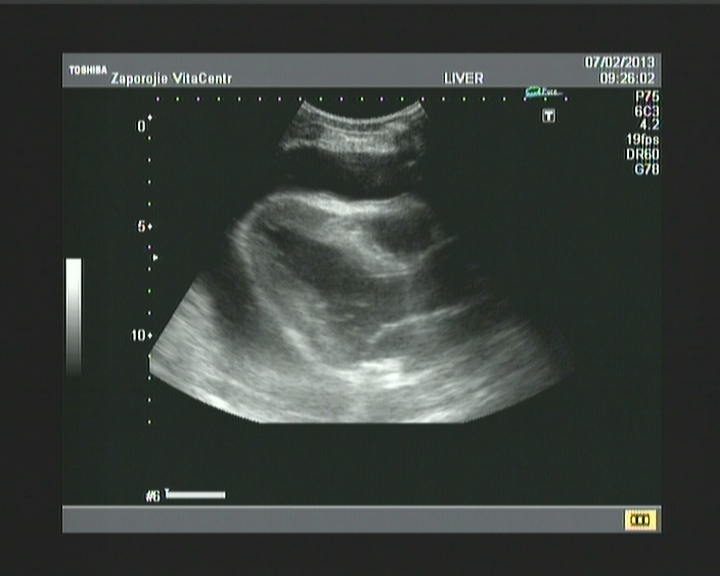 TOSHIBA
Zaporojie VitaCentr
LIVER
07/02/2013
09:26:02
P75
6C3
4.2
19fps
DR60
G78
T
0
5
10
#6